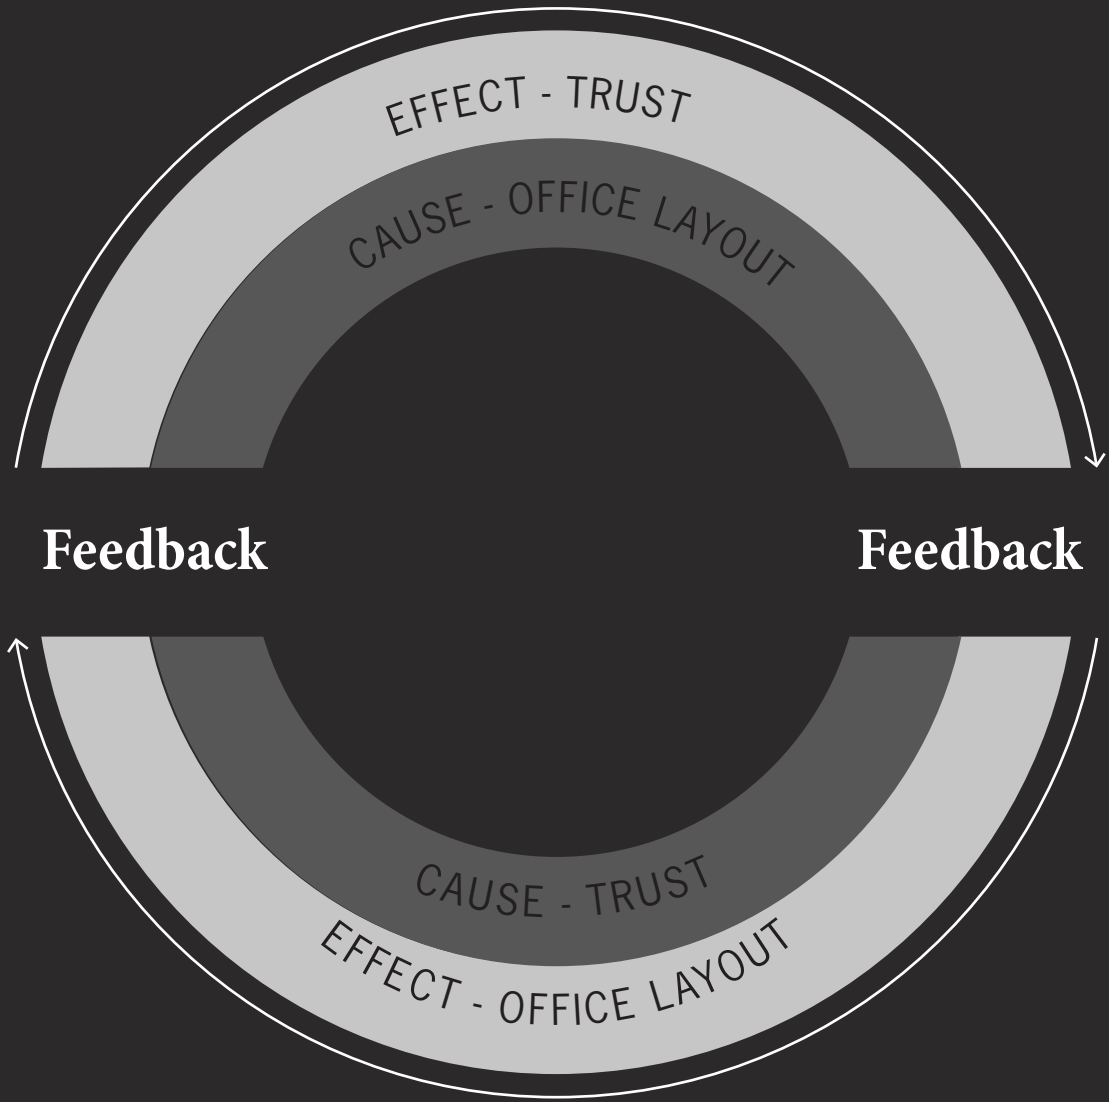 EFFECT - TRUST
CAUSE - OFFICE LAYOUT
Feedback
Feedback
CAUSE - TRUST
EFFECT - OFFICE LAYOUT